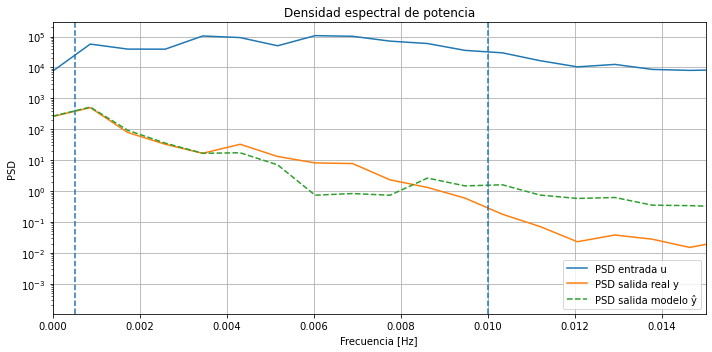 Densidad espectral de potencia
PSD
10⁵
10⁴
10³
10²
10¹
10⁰
10⁻¹
10⁻²
10⁻³
PSD entrada u
PSD salida real y
PSD salida modelo ŷ
0.000 0.002 0.004 0.006 0.008 0.010 0.012 0.014
Frecuencia [Hz]